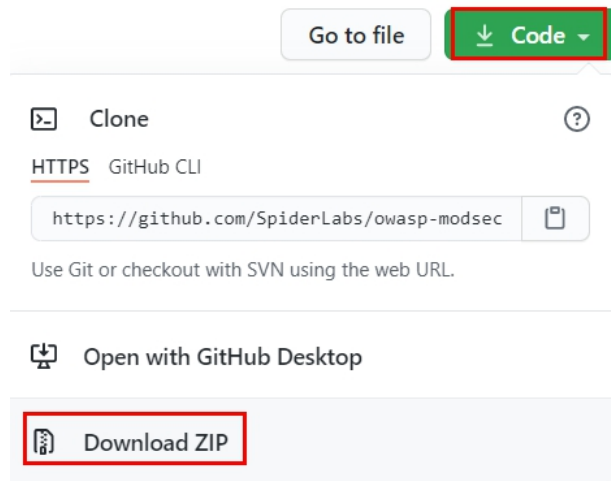 Go to file
Code
Clone
HTTPS GitHub CLI
https://github.com/SpiderLabs/owasp-modsec
Use Git or checkout with SVN using the web URL.
Open with GitHub Desktop
Download ZIP